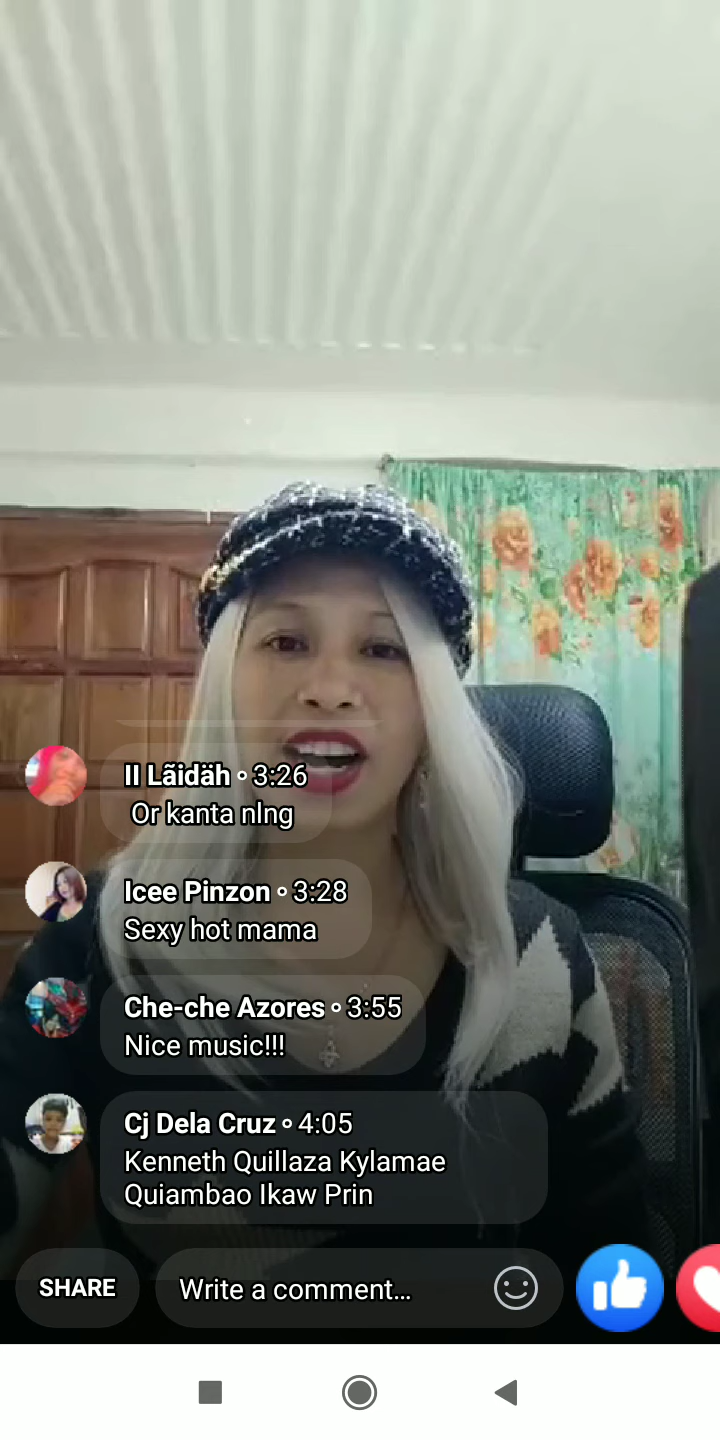 II Lãidäh • 3:26
Or kanta nlng
Icee Pinzon • 3:28
Sexy hot mama
Che-che Azores • 3:55
Nice music!!!
Cj Dela Cruz • 4:05
Kenneth Quillaza Kylamae
Quiambao Ikaw Prin
SHARE
Write a comment...